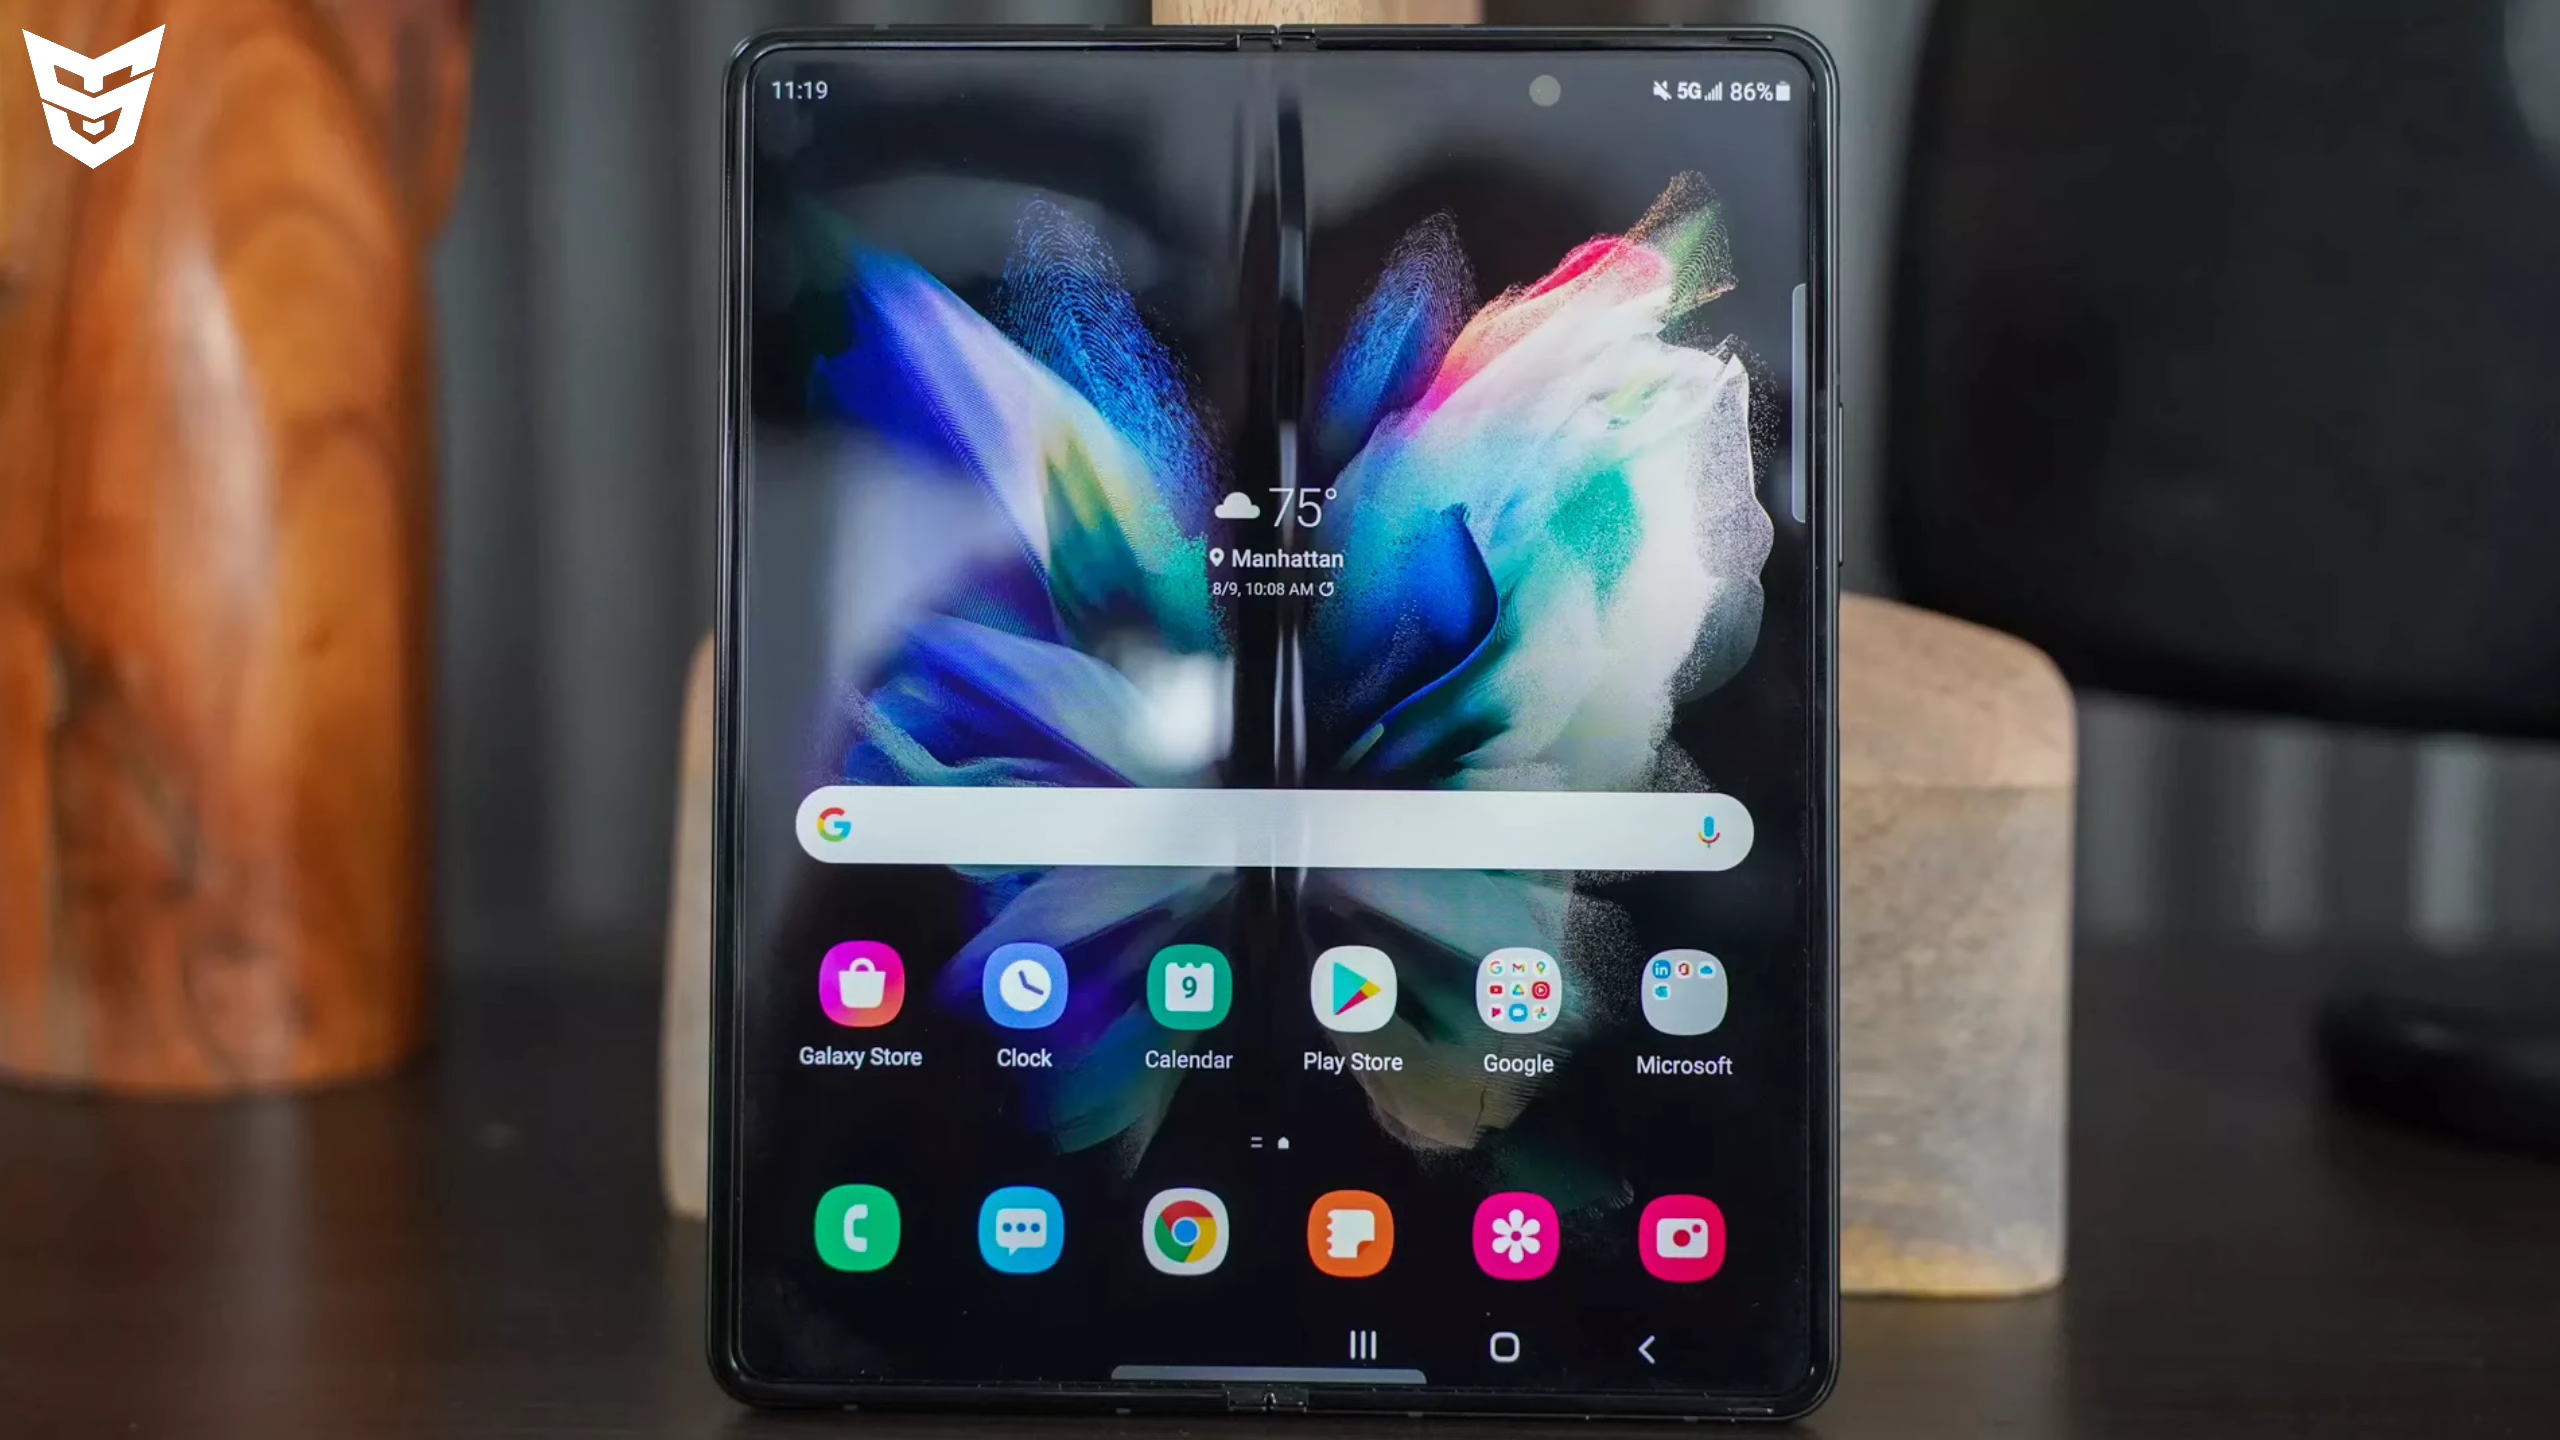 11:19
5G 86%
75°
Manhattan
8/9, 10:08 AM
9
Galaxy Store
Clock
Calendar
Play Store
Google
Microsoft